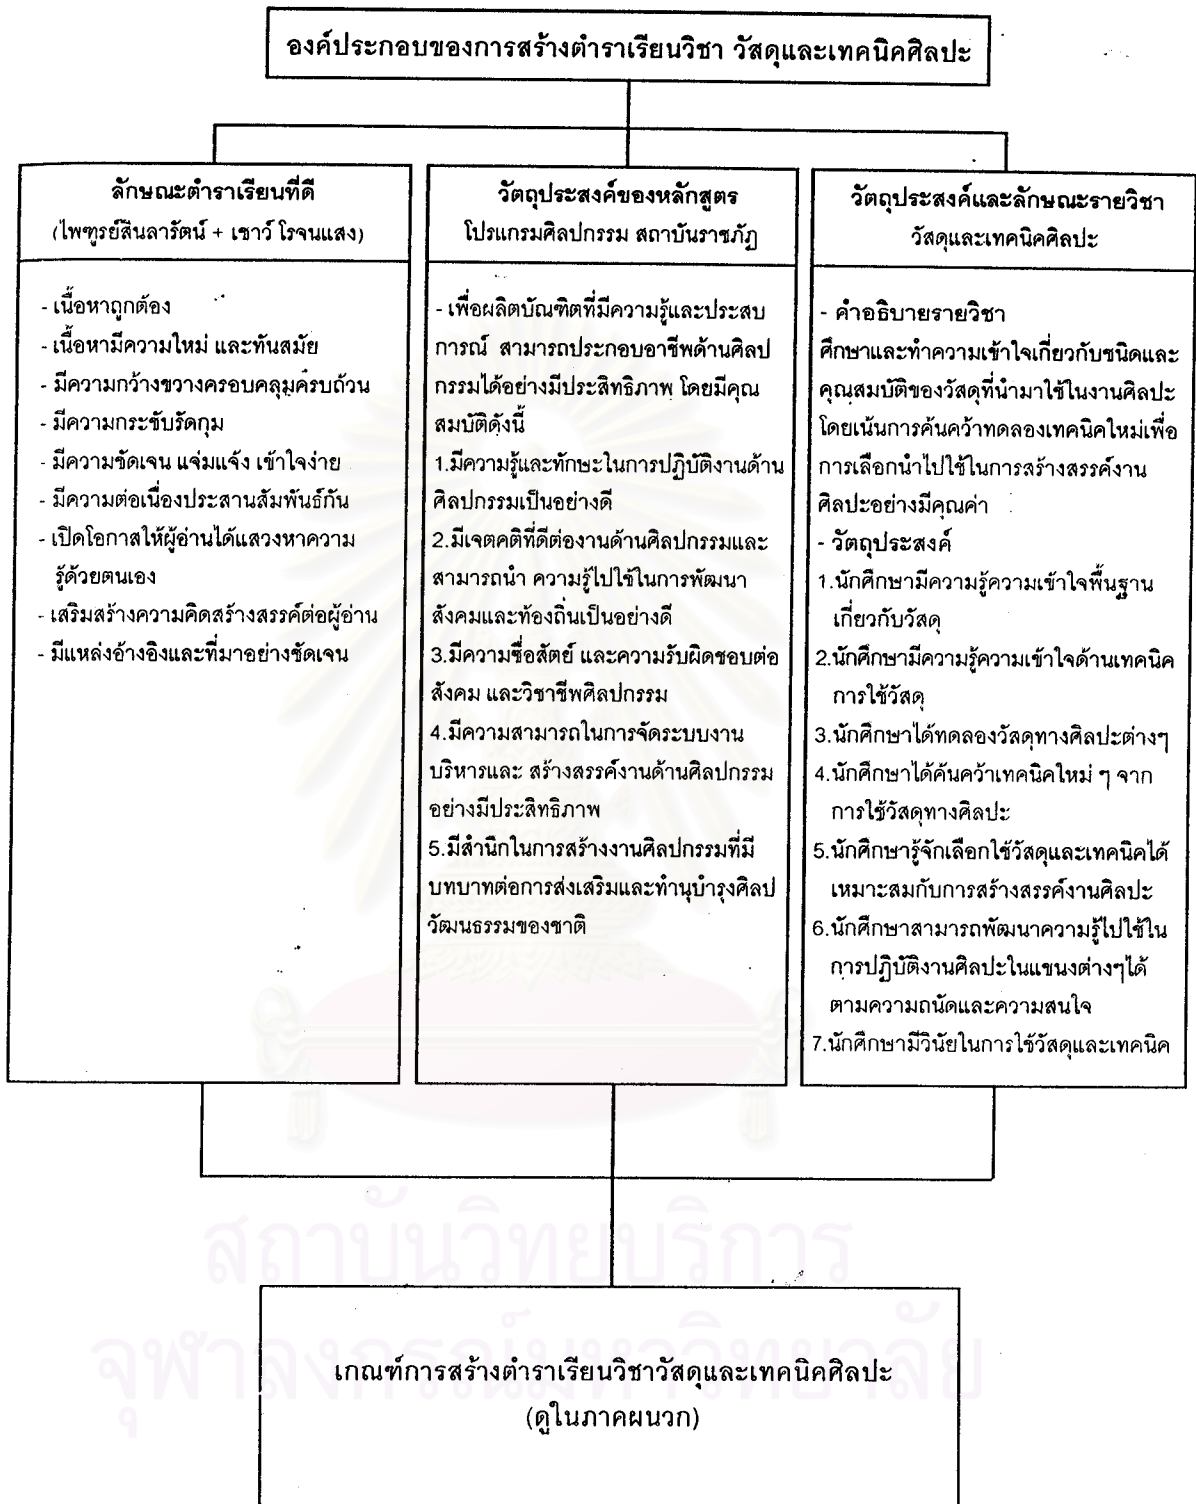 องค์ประกอบของการสร้างตำราเรียนวิชา วัสดุและเทคนิคศิลปะ
ลักษณะตำราเรียนที่ดี
(ไพฑูรย์สินลารัตน์ + เชาว์ โรจนแสง)
- เนื้อหาถูกต้อง
- เนื้อหามีความใหม่ และทันสมัย
- มีความกว้างขวางครอบคลุมครบถ้วน
- มีความกระชับรัดกุม
- มีความชัดเจน แจ่มแจ้ง เข้าใจง่าย
- มีความต่อเนื่องประสานสัมพันธ์กัน
- เปิดโอกาสให้ผู้อ่านได้แสวงหาความ
รู้ด้วยตนเอง
- เสริมสร้างความคิดสร้างสรรค์ต่อผู้อ่าน
- มีแหล่งอ้างอิงและที่มาอย่างชัดเจน
วัตถุประสงค์ของหลักสูตร
โปรแกรมศิลปกรรม สถาบันราชภัฏ
- เพื่อผลิตบัณฑิตที่มีความรู้และประสบ
การณ์ สามารถประกอบอาชีพด้านศิลป
กรรมได้อย่างมีประสิทธิภาพ โดยมีคุณ
สมบัติดังนี้
1.มีความรู้และทักษะในการปฏิบัติงานด้าน
ศิลปกรรมเป็นอย่างดี
2.มีเจตคติที่ดีต่องานด้านศิลปกรรมและ
สามารถนำ ความรู้ไปใช้ในการพัฒนา
สังคมและท้องถิ่นเป็นอย่างดี
3.มีความซื่อสัตย์ และความรับผิดชอบต่อ
สังคม และวิชาชีพศิลปกรรม
4.มีความสามารถในการจัดระบบงาน
บริหารและ สร้างสรรค์งานด้านศิลปกรรม
อย่างมีประสิทธิภาพ
5.มีสำนึกในการสร้างงานศิลปกรรมที่มี
บทบาทต่อการส่งเสริมและทำนุบำรุงศิลป
วัฒนธรรมของชาติ
วัตถุประสงค์และลักษณะรายวิชา
วัสดุและเทคนิคศิลปะ
- คำอธิบายรายวิชา
ศึกษาและทำความเข้าใจเกี่ยวกับชนิดและ
คุณสมบัติของวัสดุที่นำมาใช้ในงานศิลปะ
โดยเน้นการค้นคว้าทดลองเทคนิคใหม่เพื่อ
การเลือกนำไปใช้ในการสร้างสรรค์งาน
ศิลปะอย่างมีคุณค่า
- วัตถุประสงค์
1.นักศึกษามีความรู้ความเข้าใจพื้นฐาน
เกี่ยวกับวัสดุ
2.นักศึกษามีความรู้ความเข้าใจด้านเทคนิค
การใช้วัสดุ
3.นักศึกษาได้ทดลองวัสดุทางศิลปะต่างๆ
4.นักศึกษาได้ค้นคว้าเทคนิคใหม่ ๆ จาก
การใช้วัสดุทางศิลปะ
5.นักศึกษารู้จักเลือกใช้วัสดุและเทคนิคได้
เหมาะสมกับการสร้างสรรค์งานศิลปะ
6.นักศึกษาสามารถพัฒนาความรู้ไปใช้ใน
การปฏิบัติงานศิลปะในแขนงต่างๆได้
ตามความถนัดและความสนใจ
7.นักศึกษามีวินัยในการใช้วัสดุและเทคนิค
สถาบันวิทยบริการ
จุฬาลงกรณ์มหาวิทยาลัย
เกณฑ์การสร้างตำราเรียนวิชาวัสดุและเทคนิคศิลปะ
(ดูในภาคผนวก)